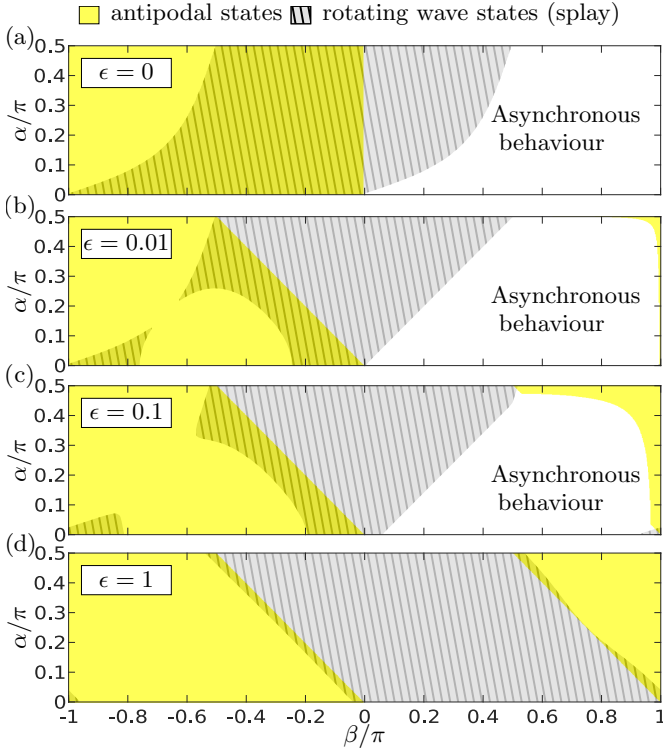 antipodal states rotating wave states (splay)
(a)
α/π
0.5
0.4
0.3
0.2
0.1
0
ϵ = 0
Asynchronous
behaviour
(b)
α/π
0.5
0.4
0.3
0.2
0.1
0
ϵ = 0.01
Asynchronous
behaviour
(c)
α/π
0.5
0.4
0.3
0.2
0.1
0
ϵ = 0.1
Asynchronous
behaviour
(d)
α/π
0.5
0.4
0.3
0.2
0.1
0
ϵ = 1
-1 -0.8 -0.6 -0.4 -0.2 0 0.2 0.4 0.6 0.8 1
β/π